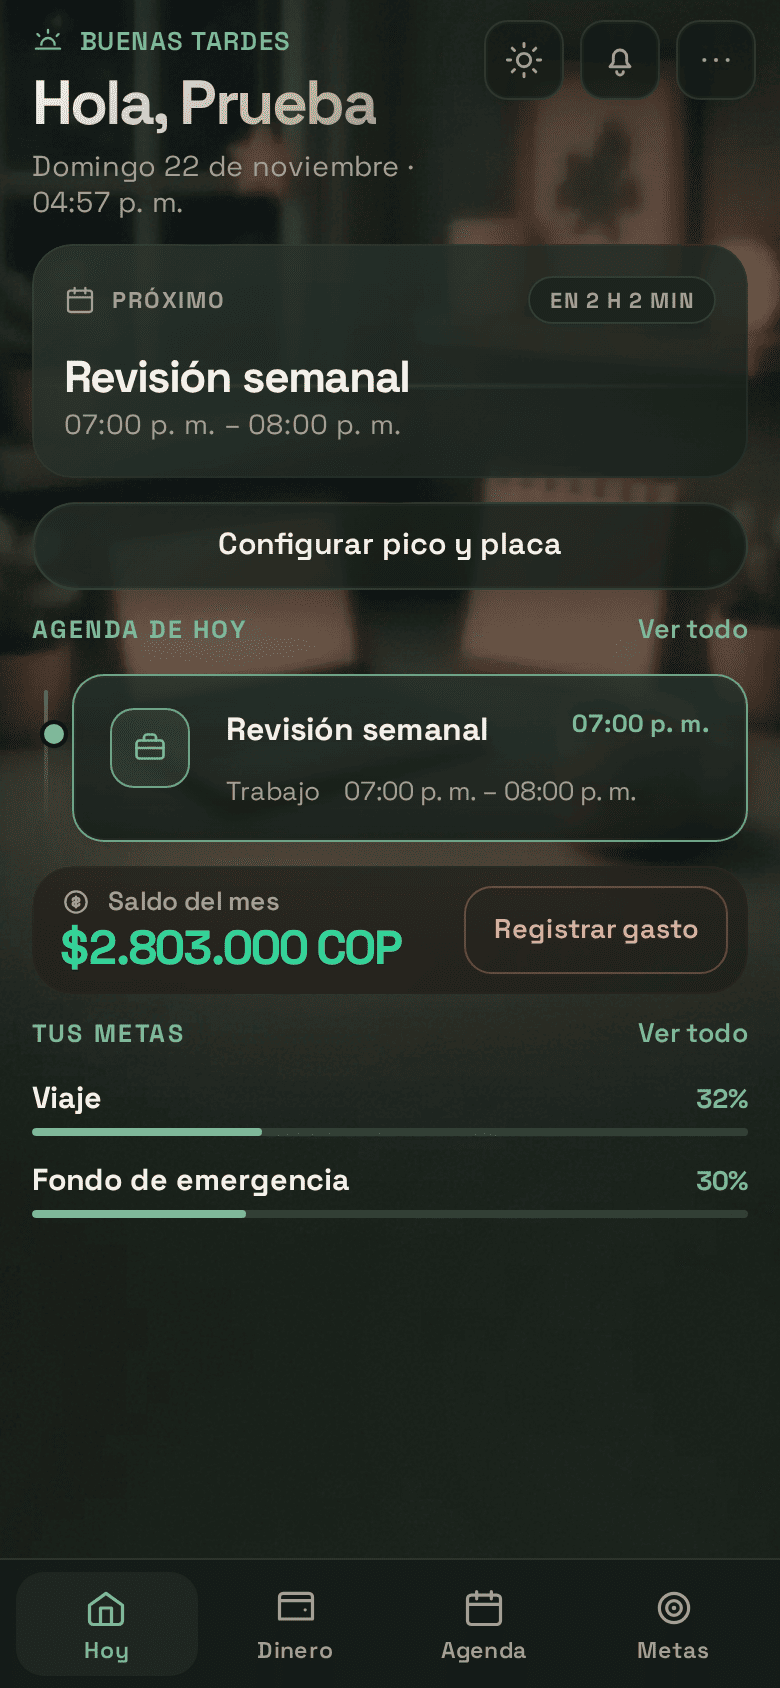 BUENAS TARDES
Hola, Prueba
Domingo 22 de noviembre ·
04:57 p. m.
PRÓXIMO
EN 2 H 2 MIN
Revisión semanal
07:00 p. m. – 08:00 p. m.
Configurar pico y placa
AGENDA DE HOY
Ver todo
Revisión semanal
07:00 p. m.
Trabajo 07:00 p. m. – 08:00 p. m.
Saldo del mes
$2.803.000 COP
Registrar gasto
TUS METAS
Ver todo
Viaje
32%
Fondo de emergencia
30%
Hoy
Dinero
Agenda
Metas